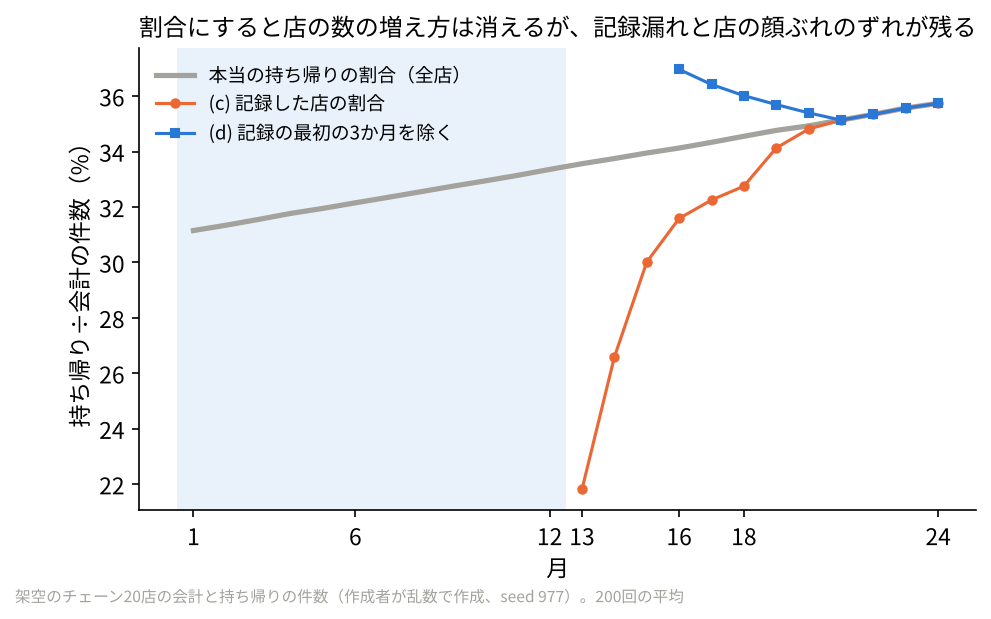 割合にすると店の数の増え方は消えるが、記録漏れと店の顔ぶれのずれが残る
本当の持ち帰りの割合（全店）
(c) 記録した店の割合
(d) 記録の最初の3か月を除く
持ち帰り÷会計の件数（%）
36
34
32
30
28
26
24
22
1
6
12
13
16
18
24
月
架空のチェーン20店の会計と持ち帰りの件数（作成者が乱数で作成、seed 977）。200回の平均